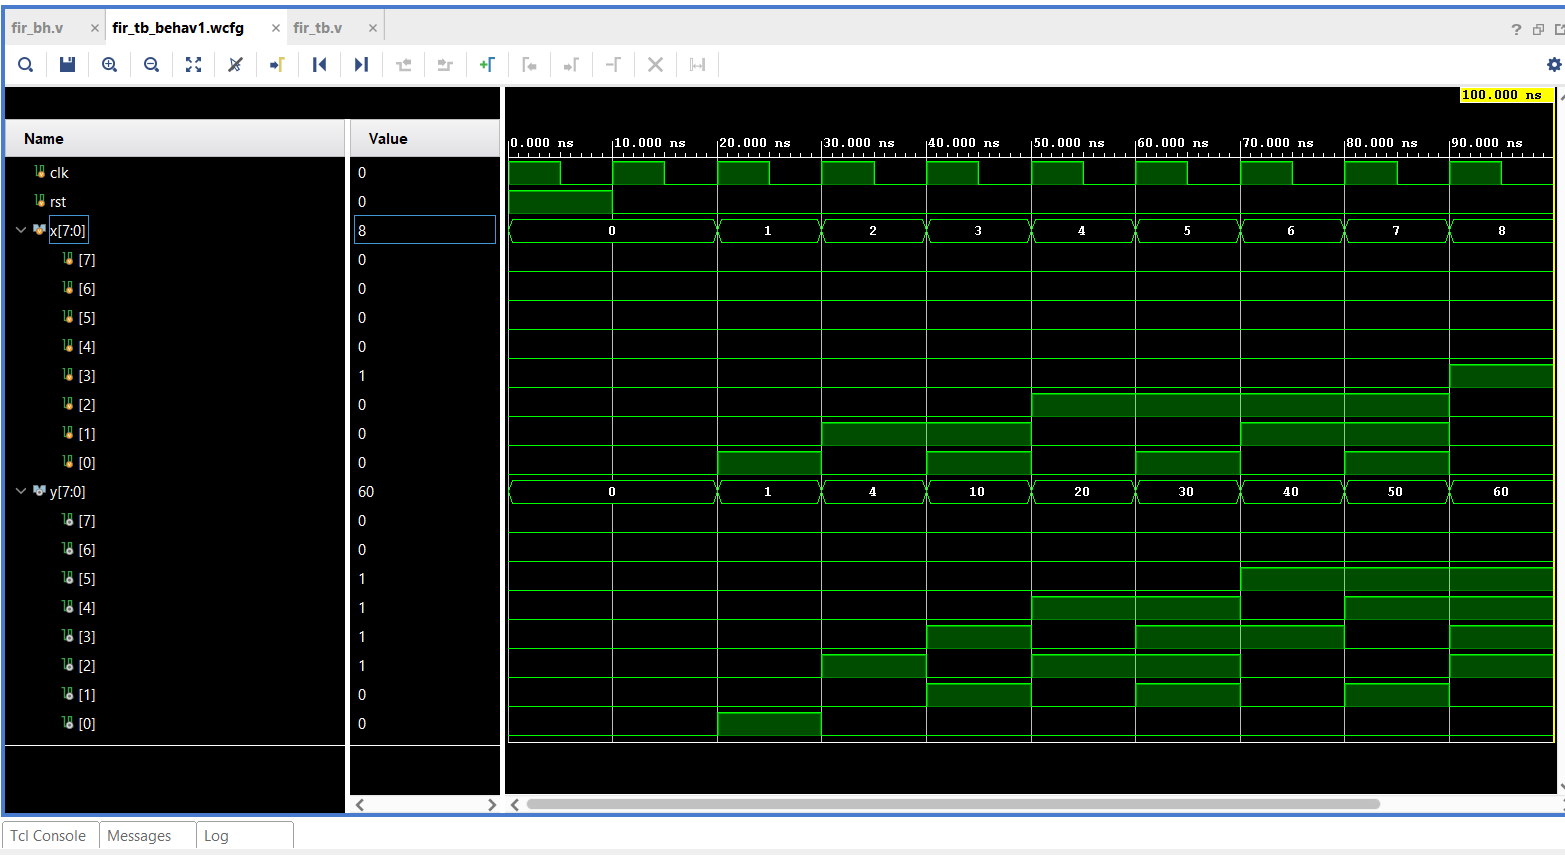 fir_bh.v × fir_tb_behav1.wcfg × fir_tb.v × ?
100.000 ns
Name Value 0.000 ns 10.000 ns 20.000 ns 30.000 ns 40.000 ns 50.000 ns 60.000 ns 70.000 ns 80.000 ns 90.000 ns
clk 0
rst 0
x[7:0] 8 0 1 2 3 4 5 6 7 8
[7] 0
[6] 0
[5] 0
[4] 0
[3] 1
[2] 0
[1] 0
[0] 0
y[7:0] 60 0 1 4 10 20 30 40 50 60
[7] 0
[6] 0
[5] 1
[4] 1
[3] 1
[2] 1
[1] 0
[0] 0
Tcl Console Messages Log